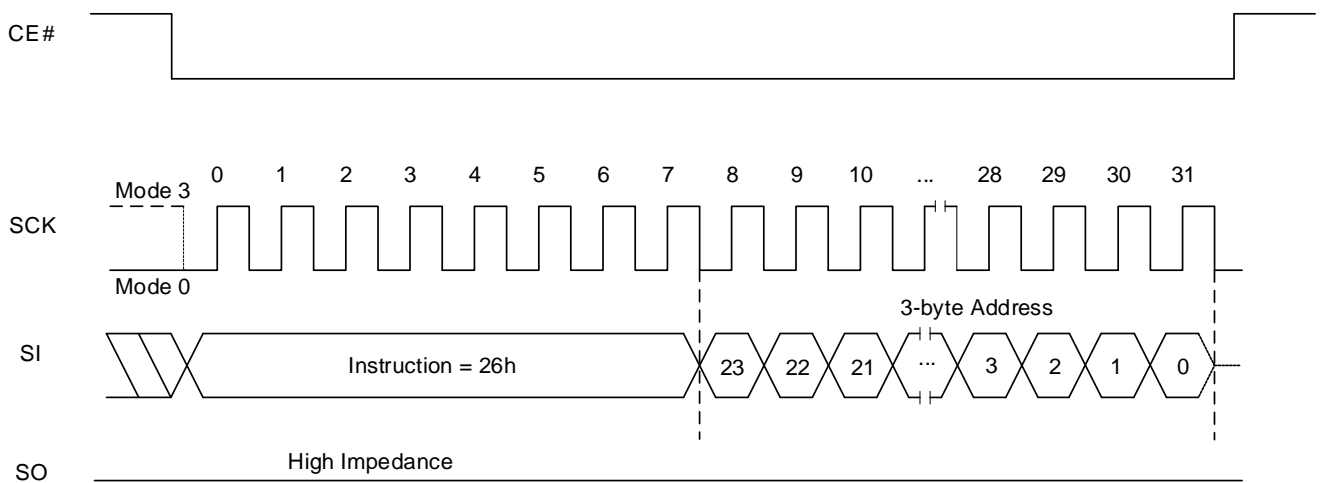 CE#
0 1 2 3 4 5 6 7 8 9 10 ... 28 29 30 31
Mode 3
SCK
Mode 0
3-byte Address
SI
Instruction = 26h
23 22 21 ... 3 2 1 0
High Impedance
SO